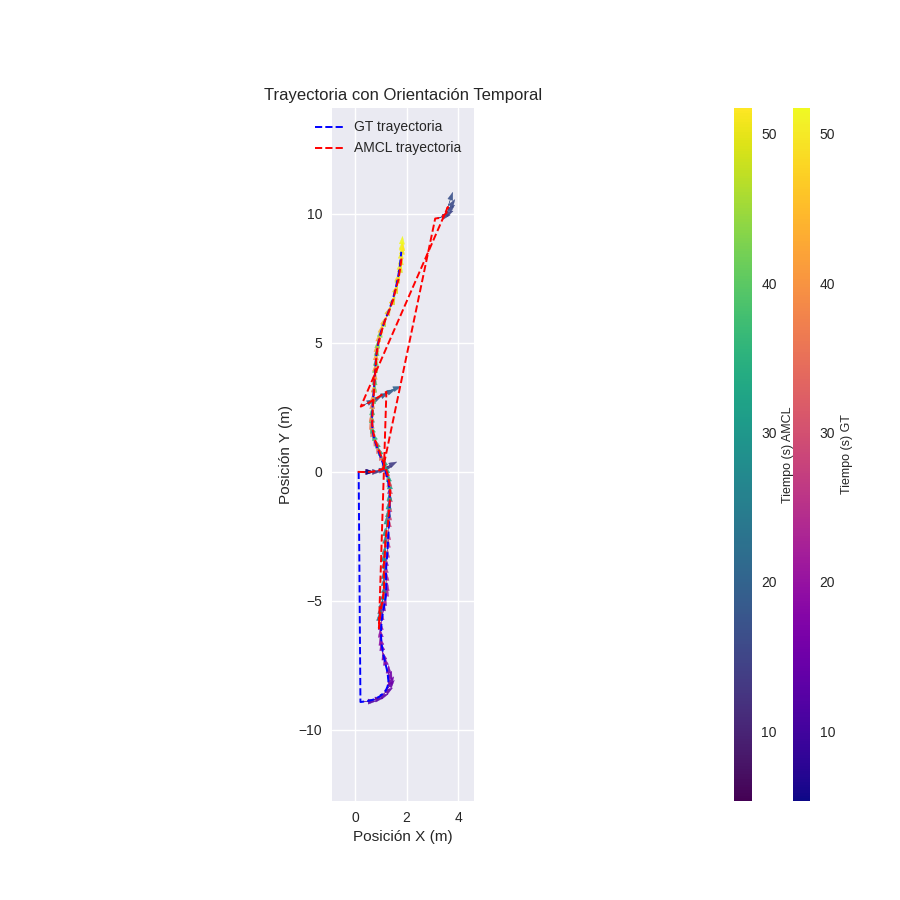 Trayectoria con Orientación Temporal
GT trayectoria
AMCL trayectoria
10
5
0
−5
−10
0 2 4
Posición X (m)
Posición Y (m)
50
40
30
20
10
Tiempo (s) AMCL
50
40
30
20
10
Tiempo (s) GT